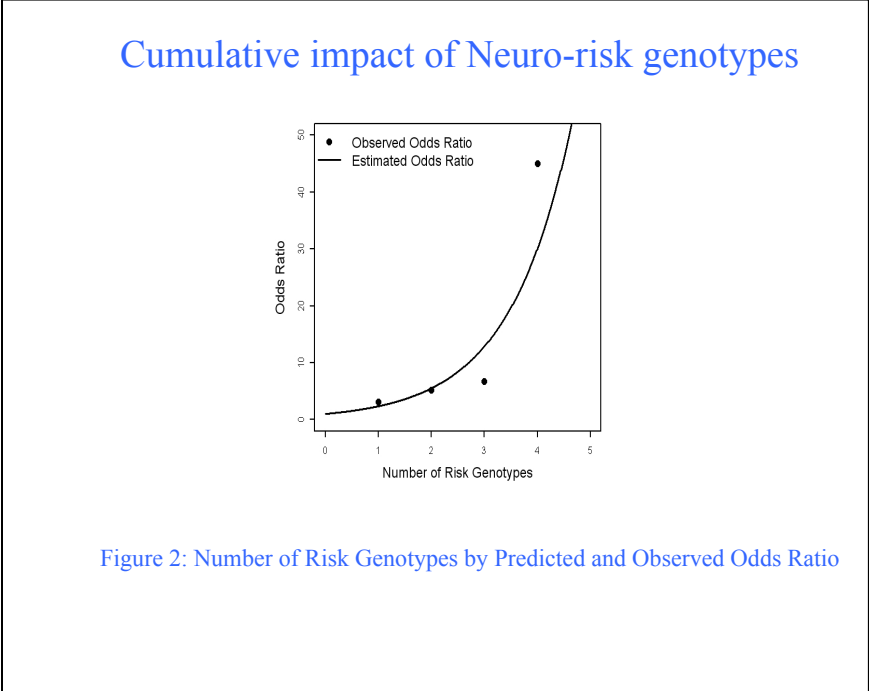 Cumulative impact of Neuro-risk genotypes
Observed Odds Ratio
Estimated Odds Ratio
Odds Ratio
50
40
30
20
10
0
0 1 2 3 4 5
Number of Risk Genotypes
Figure 2: Number of Risk Genotypes by Predicted and Observed Odds Ratio